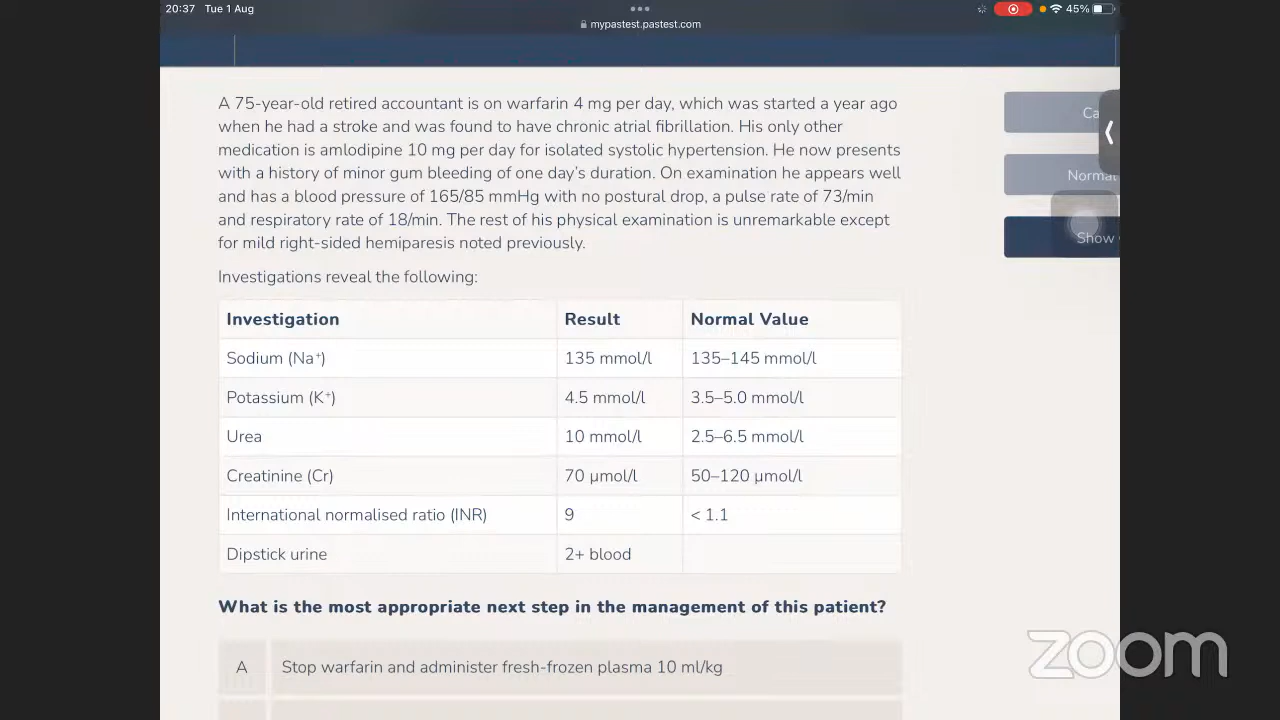 20:37 Tue 1 Aug
45%
mypastest.pastest.com
A 75-year-old retired accountant is on warfarin 4 mg per day, which was started a year ago
when he had a stroke and was found to have chronic atrial fibrillation. His only other
medication is amlodipine 10 mg per day for isolated systolic hypertension. He now presents
with a history of minor gum bleeding of one day's duration. On examination he appears well
and has a blood pressure of 165/85 mmHg with no postural drop, a pulse rate of 73/min
and respiratory rate of 18/min. The rest of his physical examination is unremarkable except
for mild right-sided hemiparesis noted previously.
Ca
Normal
Show
Investigations reveal the following:
Investigation Result Normal Value
Sodium (Na⁺) 135 mmol/l 135–145 mmol/l
Potassium (K⁺) 4.5 mmol/l 3.5–5.0 mmol/l
Urea 10 mmol/l 2.5–6.5 mmol/l
Creatinine (Cr) 70 µmol/l 50–120 µmol/l
International normalised ratio (INR) 9 < 1.1
Dipstick urine 2+ blood
What is the most appropriate next step in the management of this patient?
A Stop warfarin and administer fresh-frozen plasma 10 ml/kg
zoom